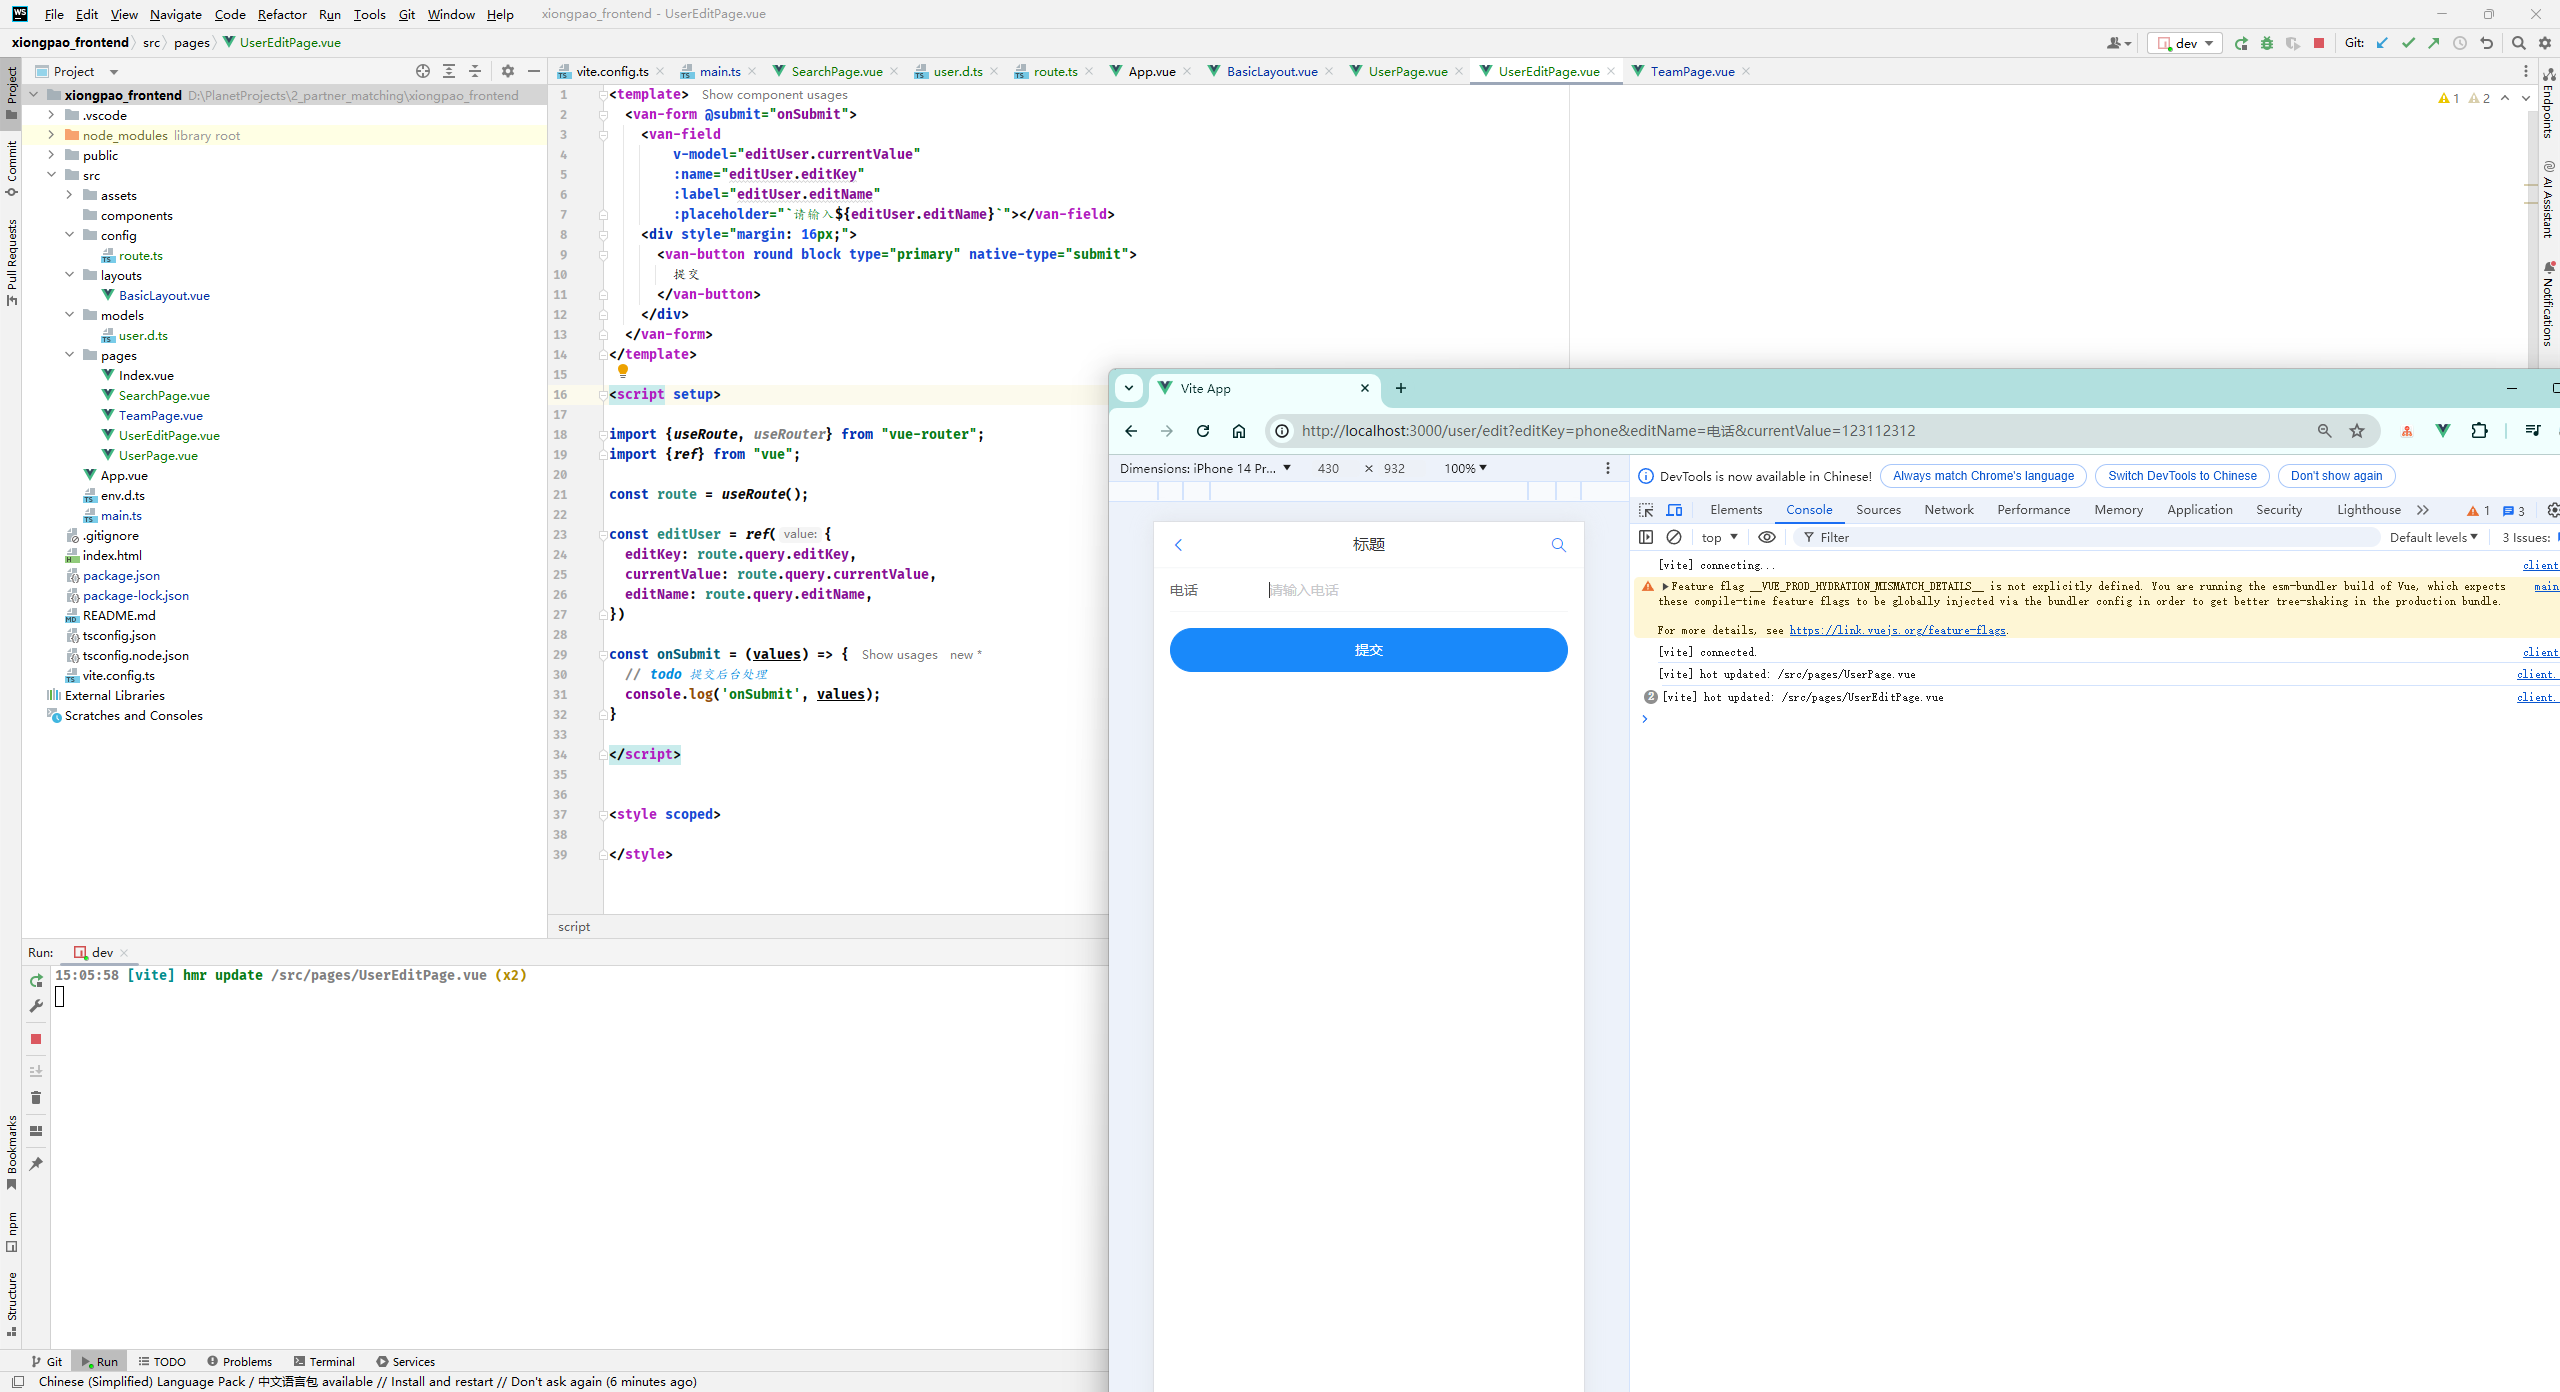 File Edit View Navigate Code Refactor Run Tools Git Window Help xiongpao_frontend - UserEditPage.vue
xiongpao_frontend src pages UserEditPage.vue
dev Git:
Project
vite.config.ts main.ts SearchPage.vue user.d.ts route.ts App.vue BasicLayout.vue UserPage.vue UserEditPage.vue TeamPage.vue
Project
Commit
Pull Requests
Bookmarks
npm
Structure
xiongpao_frontend D:\PlanetProjects\2_partner_matching\xiongpao_frontend
.vscode
node_modules library root
public
src
assets
components
config
route.ts
layouts
BasicLayout.vue
models
user.d.ts
pages
Index.vue
SearchPage.vue
TeamPage.vue
UserEditPage.vue
UserPage.vue
App.vue
env.d.ts
main.ts
.gitignore
index.html
package.json
package-lock.json
README.md
tsconfig.json
tsconfig.node.json
vite.config.ts
External Libraries
Scratches and Consoles
1 <template> Show component usages
2 <van-form @submit="onSubmit">
3 <van-field
4 v-model="editUser.currentValue"
5 :name="editUser.editKey"
6 :label="editUser.editName"
7 :placeholder="`请输入${editUser.editName}`"></van-field>
8 <div style="margin: 16px;">
9 <van-button round block type="primary" native-type="submit">
10 提交
11 </van-button>
12 </div>
13 </van-form>
14 </template>
15
16 <script setup>
17
18 import {useRoute, useRouter} from "vue-router";
19 import {ref} from "vue";
20
21 const route = useRoute();
22
23 const editUser = ref( value: {
24 editKey: route.query.editKey,
25 currentValue: route.query.currentValue,
26 editName: route.query.editName,
27 })
28
29 const onSubmit = (values) => { Show usages new *
30 // todo 提交后台处理
31 console.log('onSubmit', values);
32 }
33
34 </script>
35
36
37 <style scoped>
38
39 </style>
script
1 2
Endpoints
AI Assistant
Notifications
Vite App
http://localhost:3000/user/edit?editKey=phone&editName=电话&currentValue=123112312
Dimensions: iPhone 14 Pr... 430 × 932 100%
标题
电话 请输入电话
提交
DevTools is now available in Chinese! Always match Chrome's language Switch DevTools to Chinese Don't show again
Elements Console Sources Network Performance Memory Application Security Lighthouse 1 3
top Filter Default levels 3 Issues:
[vite] connecting... client
Feature flag __VUE_PROD_HYDRATION_MISMATCH_DETAILS__ is not explicitly defined. You are running the esm-bundler build of Vue, which expects main
these compile-time feature flags to be globally injected via the bundler config in order to get better tree-shaking in the production bundle.
For more details, see https://link.vuejs.org/feature-flags.
[vite] connected. client
[vite] hot updated: /src/pages/UserPage.vue client.
2 [vite] hot updated: /src/pages/UserEditPage.vue client.
Run: dev
15:05:58 [vite] hmr update /src/pages/UserEditPage.vue (x2)
Git Run TODO Problems Terminal Services
Chinese (Simplified) Language Pack / 中文语言包 available // Install and restart // Don't ask again (6 minutes ago)